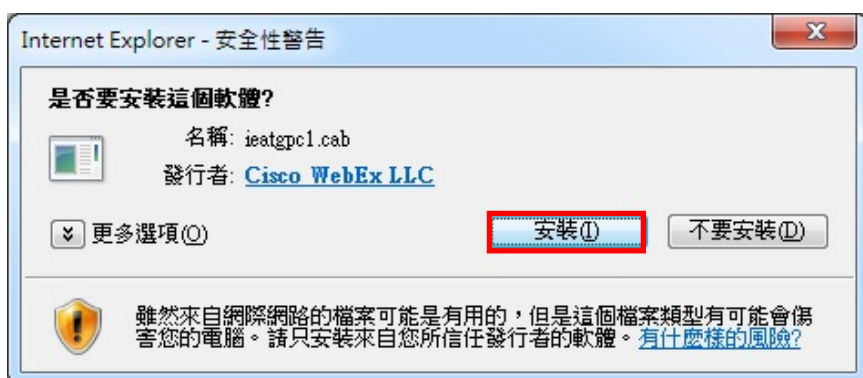 Internet Explorer - 安全性警告
是否要安裝這個軟體?
名稱: ieatgpc1.cab
發行者: Cisco WebEx LLC
更多選項(O)
安裝(I)
不要安裝(D)
雖然來自網際網路的檔案可能是有用的，但是這個檔案類型有可能會傷
害您的電腦。請只安裝來自您所信任發行者的軟體。有什麼樣的風險?